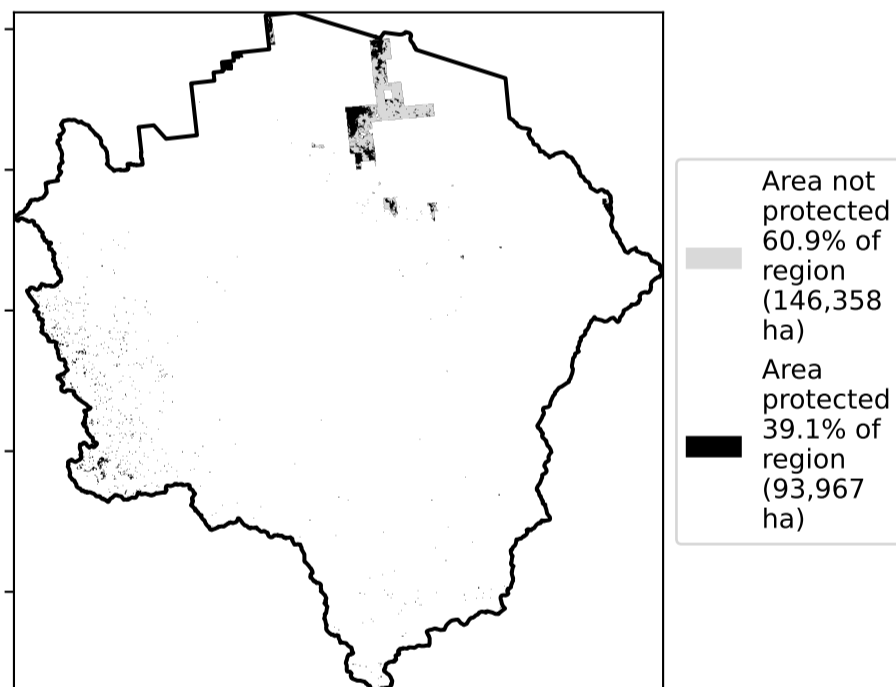 Area not
protected
60.9% of
region
(146,358
ha)
Area
protected
39.1% of
region
(93,967
ha)